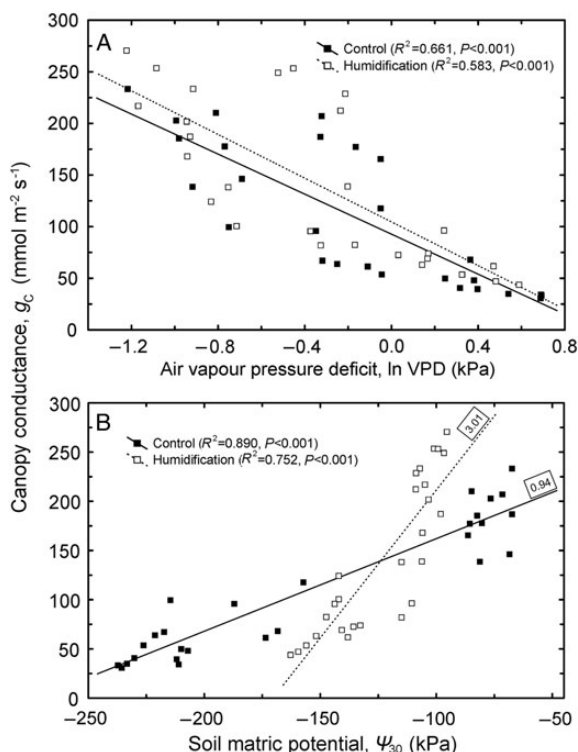 A
Control (R²=0.661, P<0.001)
Humidification (R²=0.583, P<0.001)
300
250
200
150
100
50
0
−1.2 −0.8 −0.4 0.0 0.4 0.8
Air vapour pressure deficit, ln VPD (kPa)
Canopy conductance, gC (mmol m⁻² s⁻¹)
B
Control (R²=0.890, P<0.001)
Humidification (R²=0.752, P<0.001)
3.01
0.94
300
250
200
150
100
50
0
−250 −200 −150 −100 −50
Soil matric potential, Ψ30 (kPa)